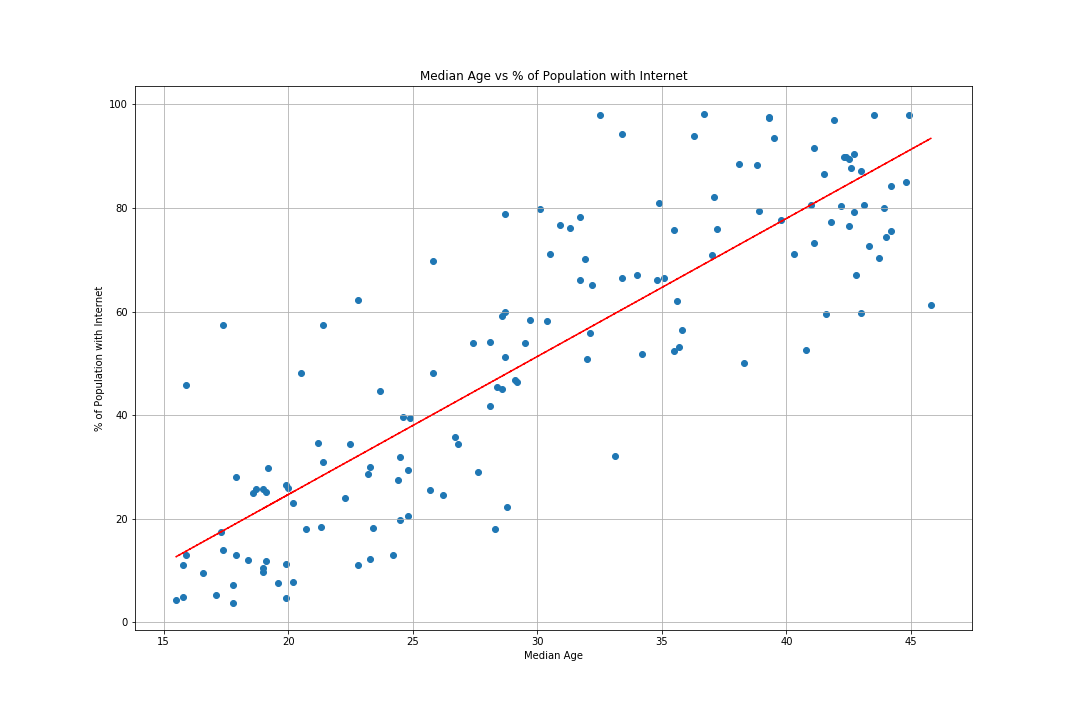 Median Age vs % of Population with Internet
100
80
60
40
20
0
% of Population with Internet
15 20 25 30 35 40 45
Median Age